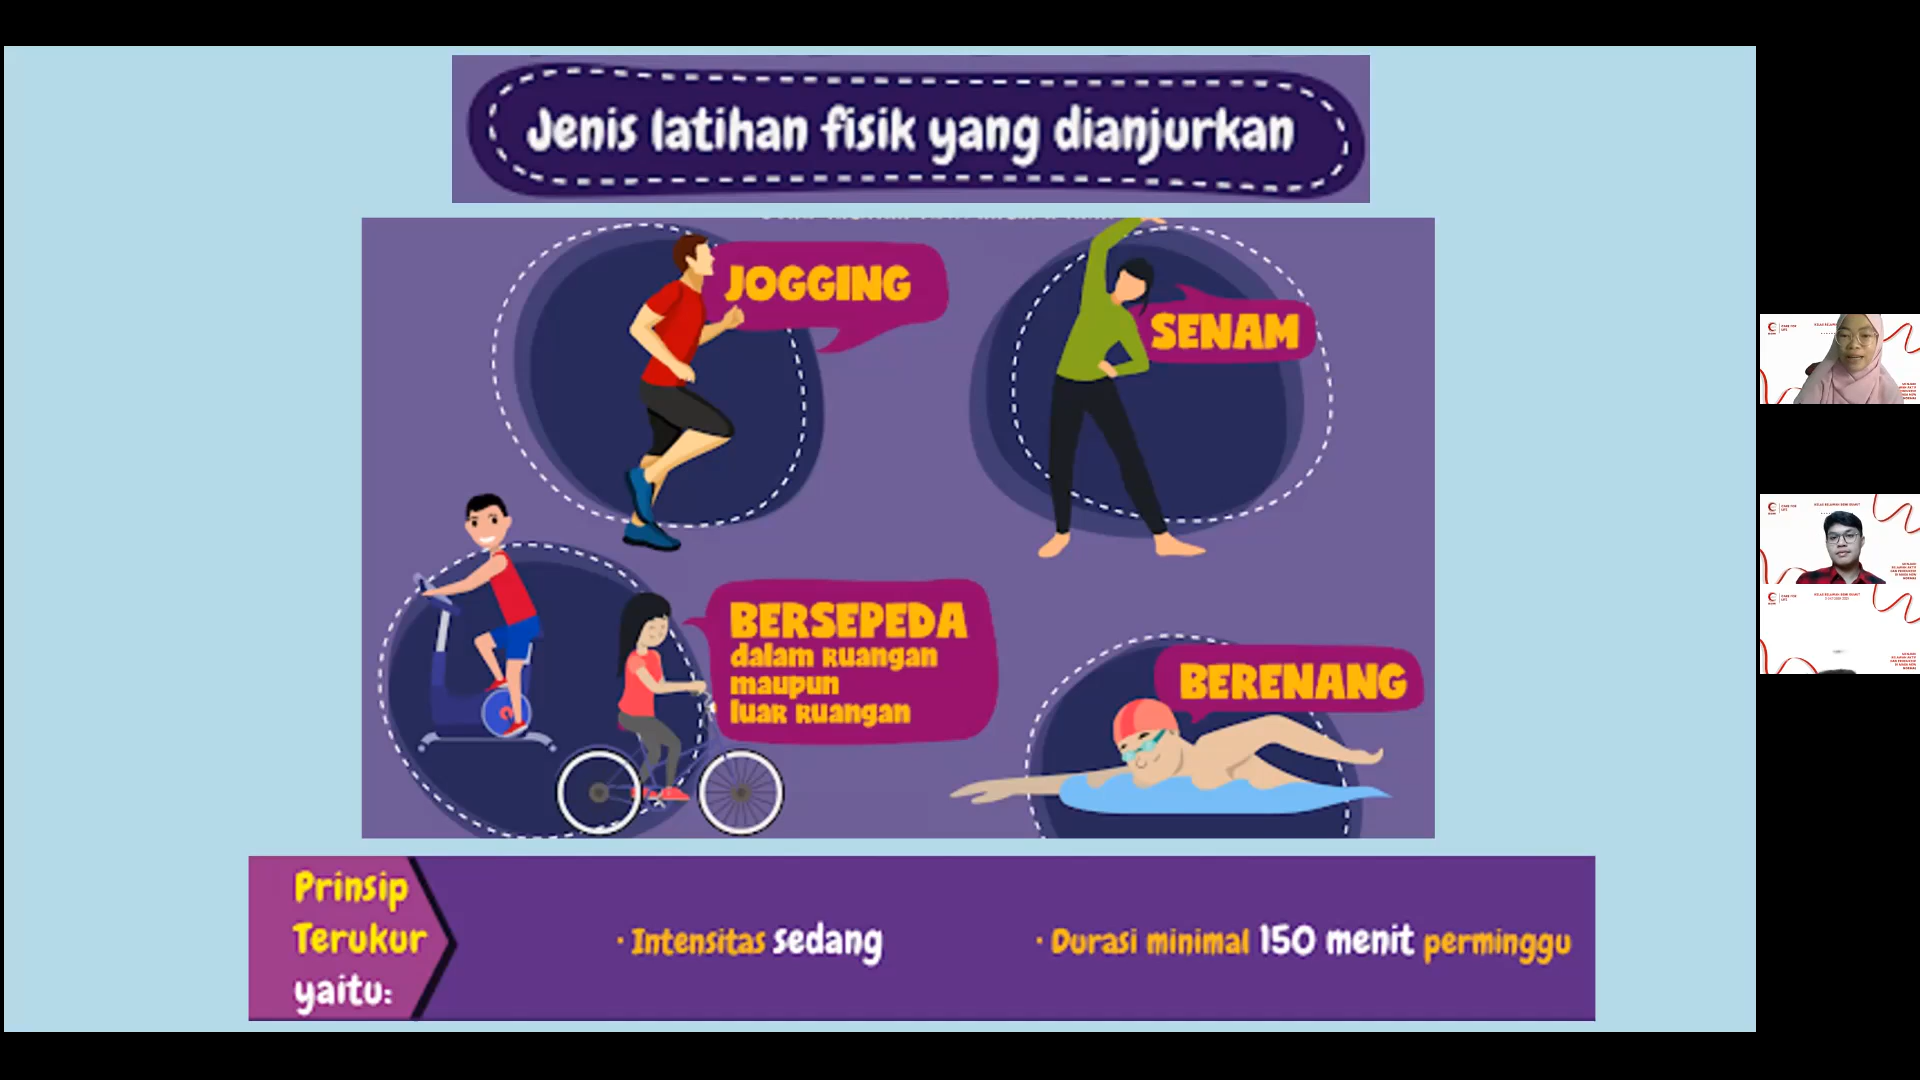 Jenis latihan fisik yang dianjurkan
JOGGING
SENAM
BERSEPEDA
dalam ruangan
maupun
luar ruangan
BERENANG
Prinsip
Terukur
yaitu:
· Intensitas sedang
· Durasi minimal 150 menit perminggu